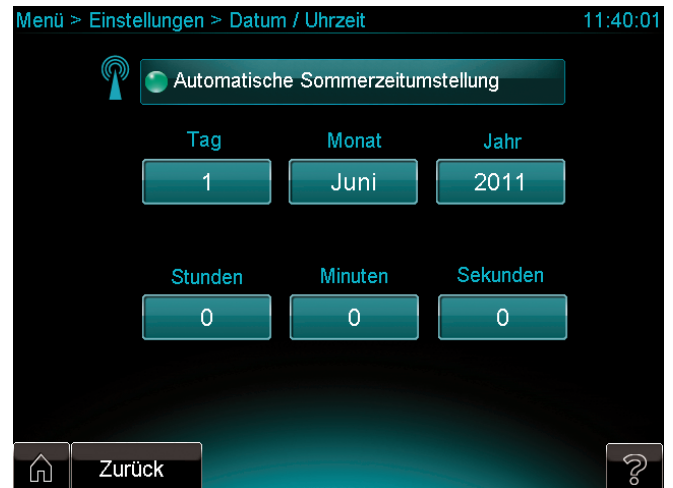 Menü > Einstellungen > Datum / Uhrzeit 11:40:01
Automatische Sommerzeitumstellung
Tag Monat Jahr
1 Juni 2011
Stunden Minuten Sekunden
0 0 0
Zurück ?